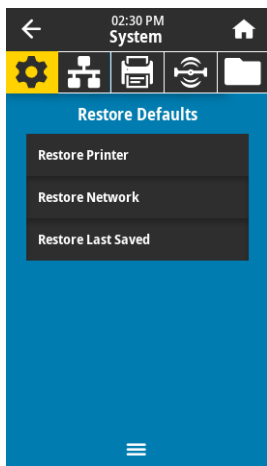 02:30 PM
System
Restore Defaults
Restore Printer
Restore Network
Restore Last Saved